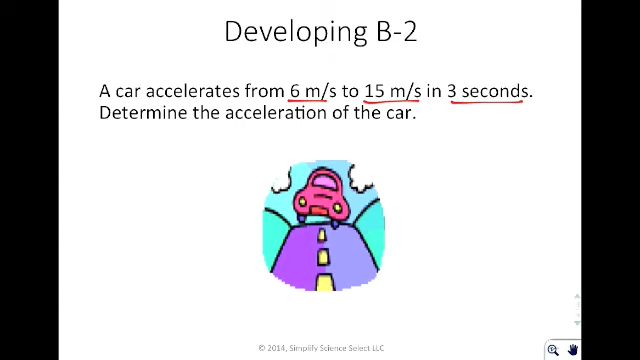 Developing B-2
A car accelerates from 6 m/s to 15 m/s in 3 seconds.
Determine the acceleration of the car.
© 2014, Simplify Science Select LLC